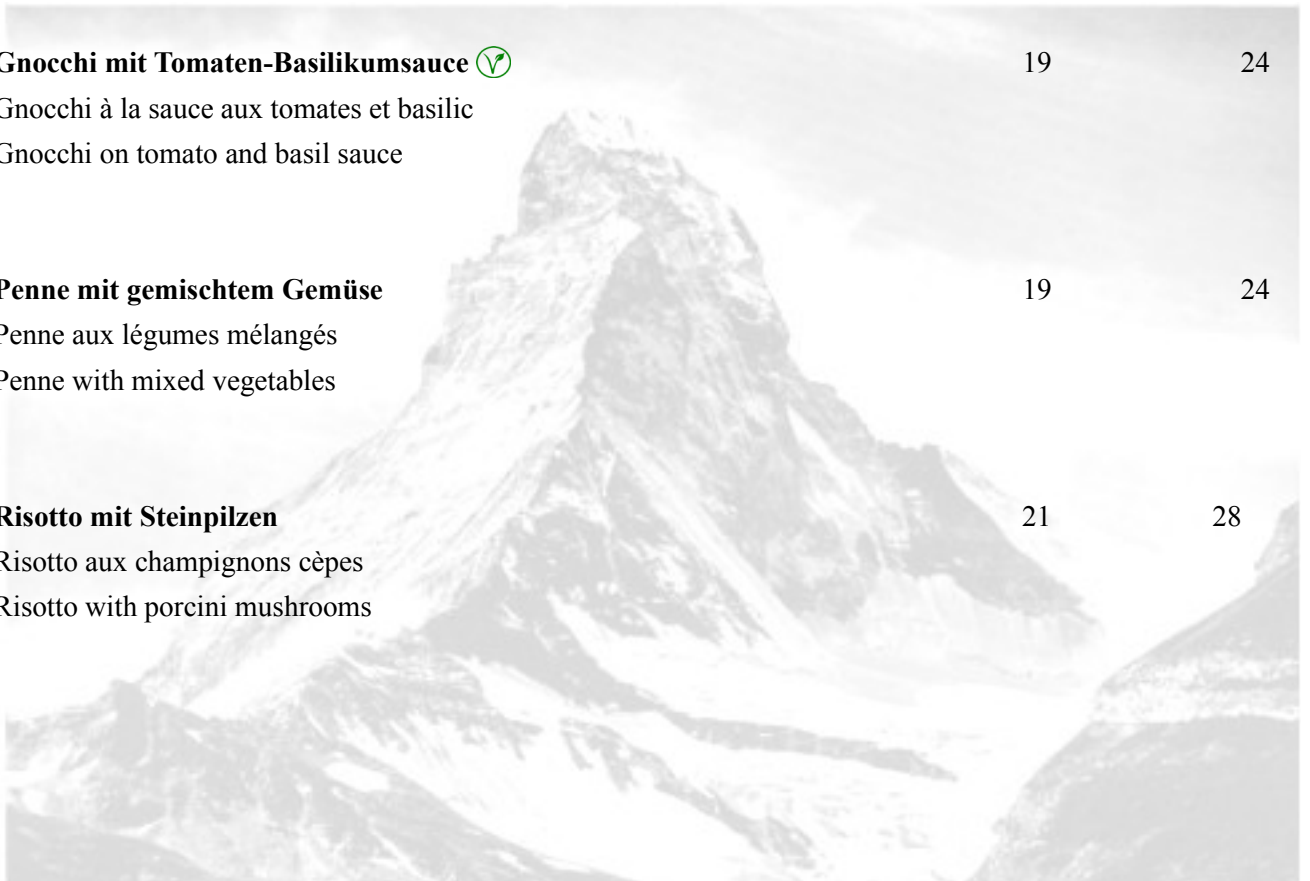 Gnocchi mit Tomaten-Basilikumsauce 19 24
Gnocchi à la sauce aux tomates et basilic
Gnocchi on tomato and basil sauce
Penne mit gemischtem Gemüse 19 24
Penne aux légumes mélangés
Penne with mixed vegetables
Risotto mit Steinpilzen 21 28
Risotto aux champignons cèpes
Risotto with porcini mushrooms